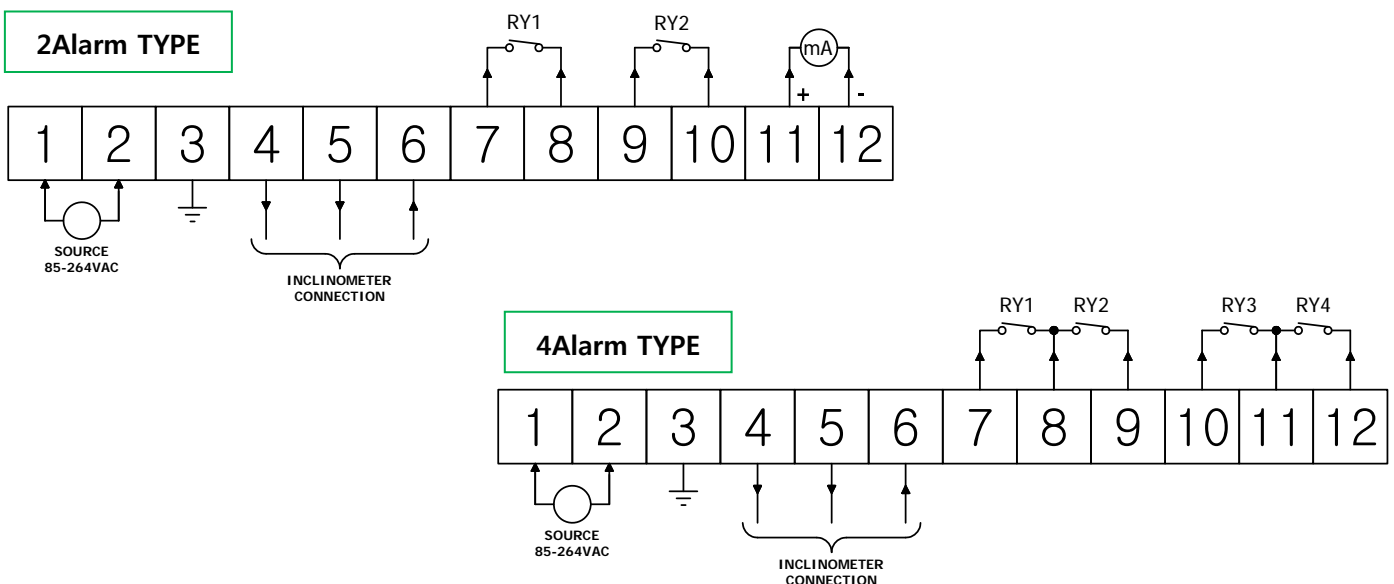 2Alarm TYPE
RY1
RY2
mA
+
-
1 2 3 4 5 6 7 8 9 10 11 12
SOURCE
85-264VAC
INCLINOMETER
CONNECTION
4Alarm TYPE
RY1
RY2
RY3
RY4
1 2 3 4 5 6 7 8 9 10 11 12
SOURCE
85-264VAC
INCLINOMETER
CONNECTION